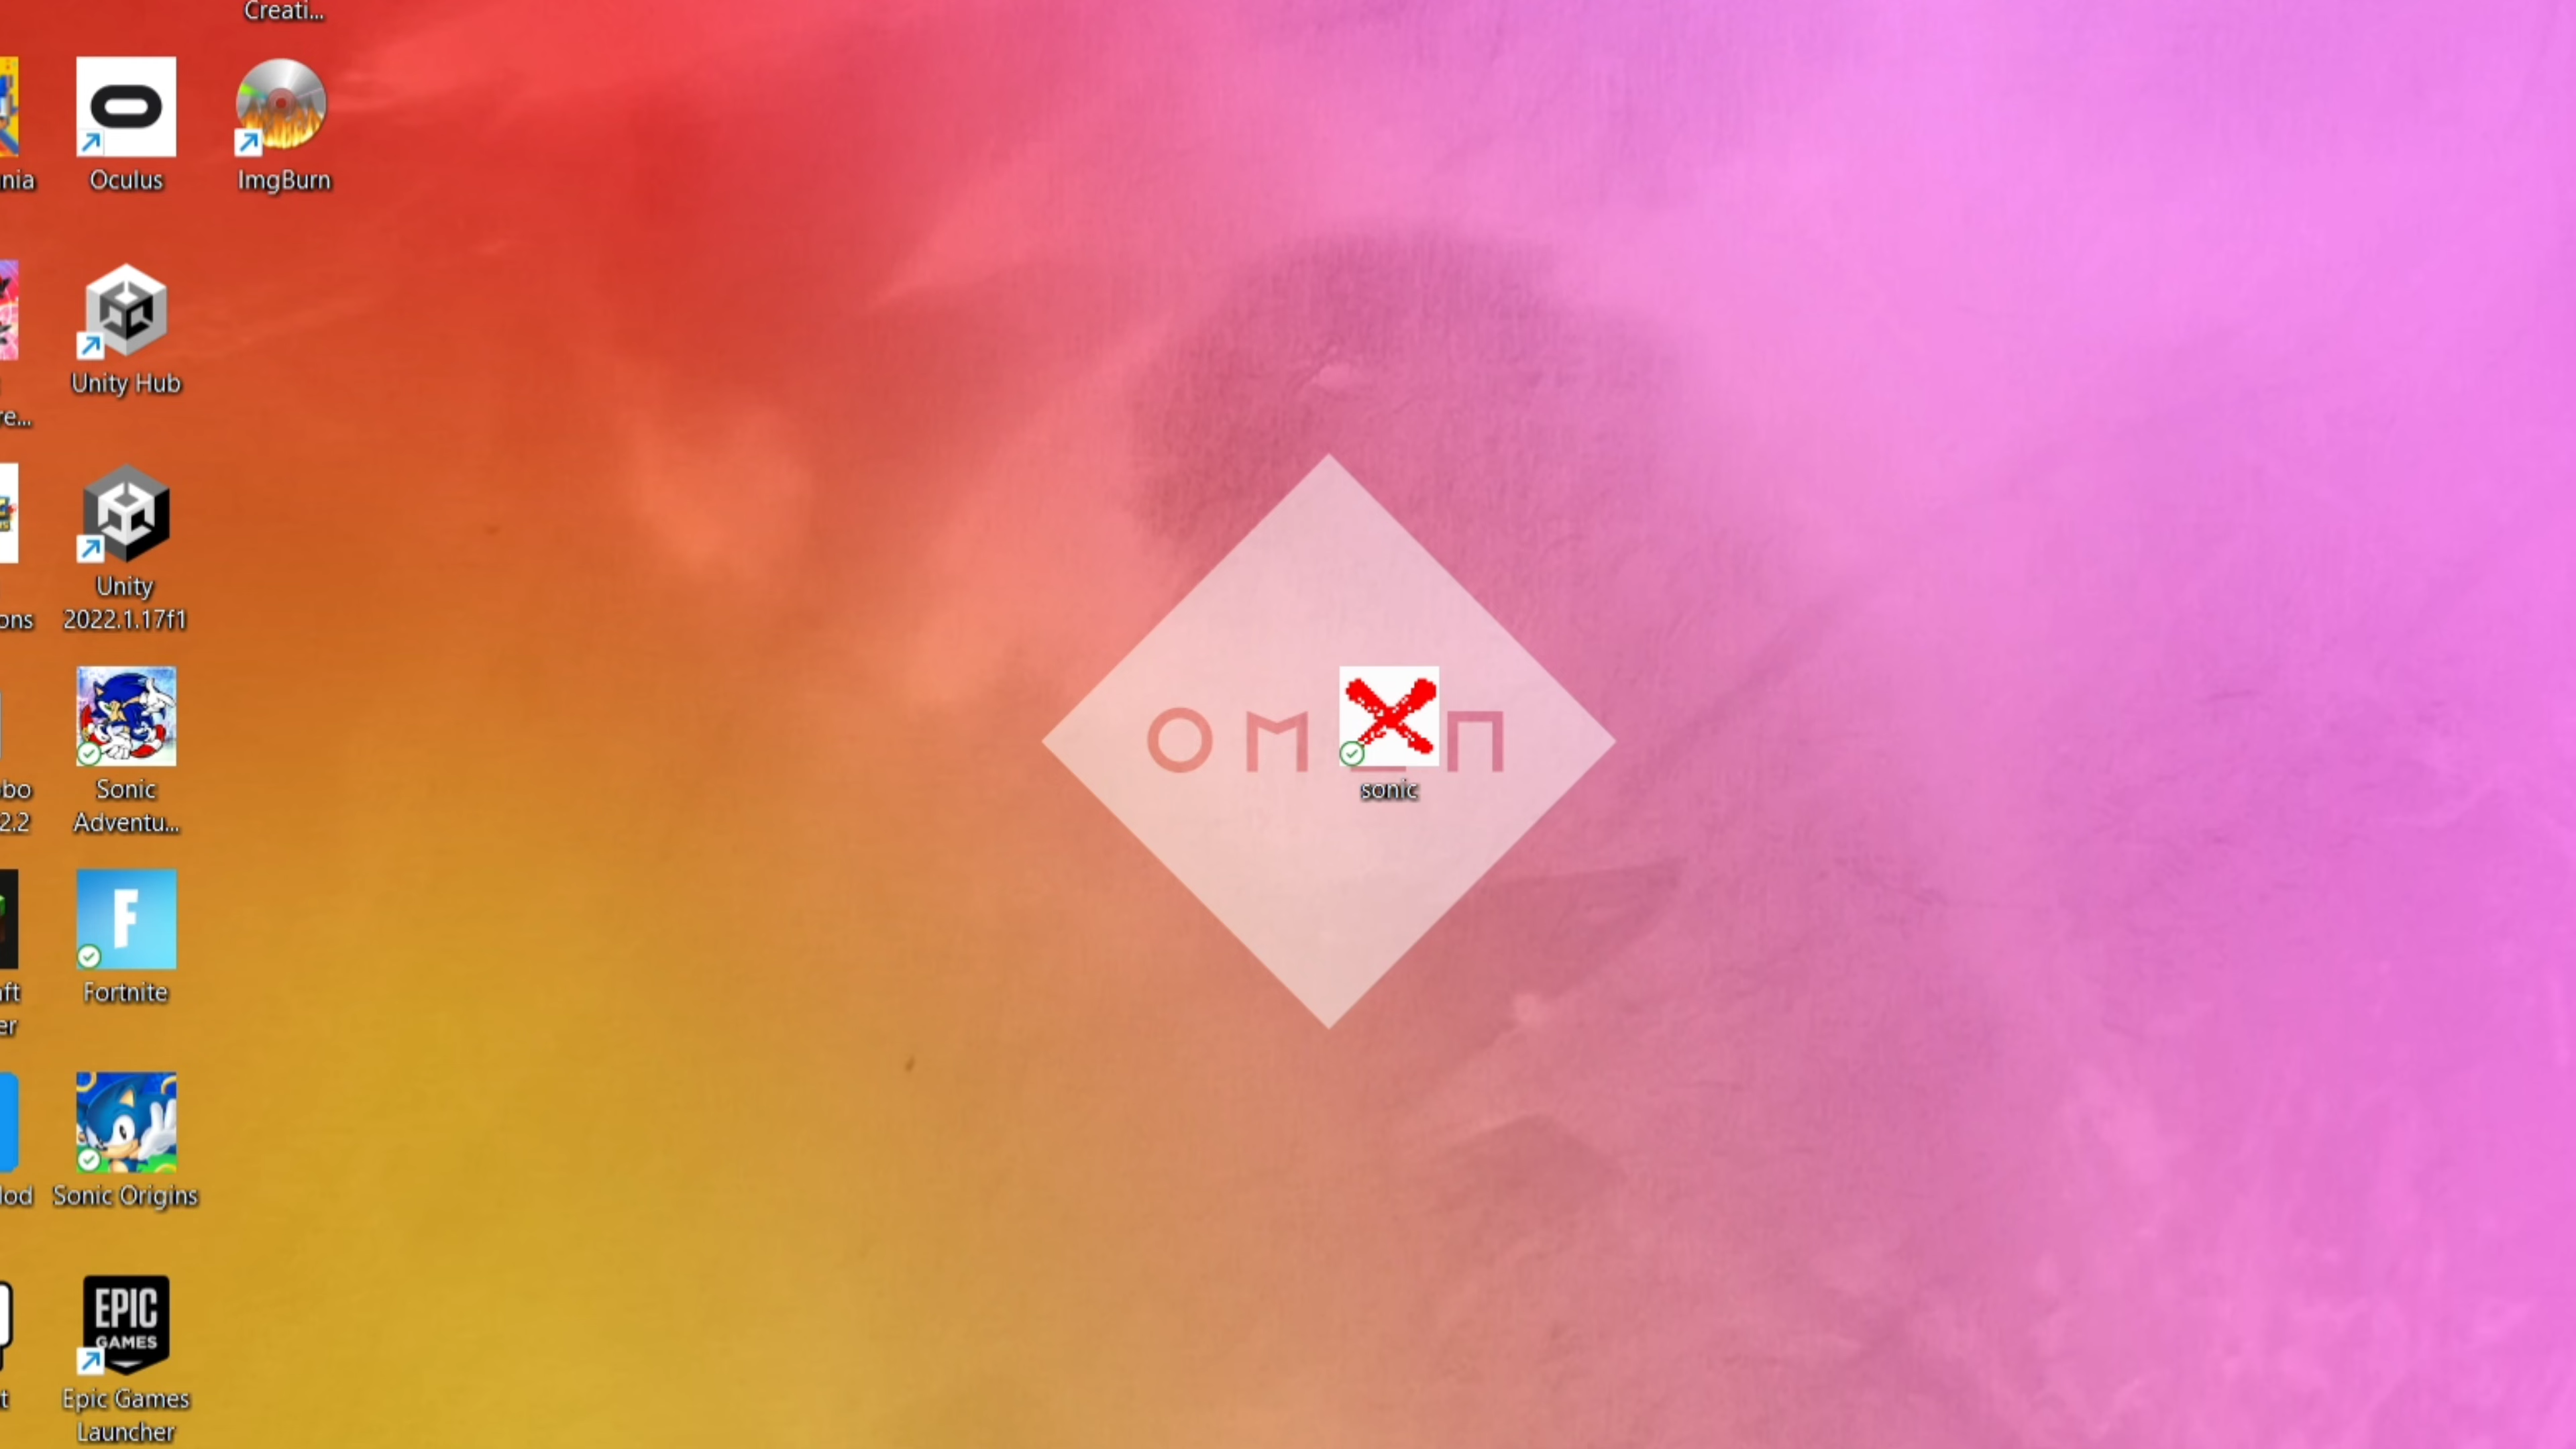 Creati...
nia
Oculus
ImgBurn
Unity Hub
re...
Unity
2022.1.17f1
ons
Sonic
Adventu...
bo
2.2
OMEN
sonic
F
Fortnite
ft
er
Sonic Origins
lod
EPIC
GAMES
Epic Games
Launcher
t